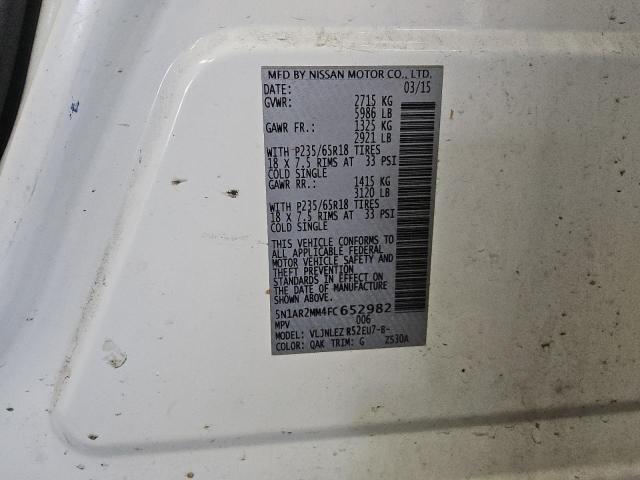 MFD BY NISSAN MOTOR CO., LTD.
DATE: 03/15
GVWR: 2715 KG
5986 LB
GAWR FR.: 1325 KG
2921 LB
WITH P235/65R18 TIRES
18 X 7.5 RIMS AT 33 PSI
COLD SINGLE
GAWR RR.: 1415 KG
3120 LB
WITH P235/65R18 TIRES
18 X 7.5 RIMS AT 33 PSI
COLD SINGLE
THIS VEHICLE CONFORMS TO
ALL APPLICABLE FEDERAL
MOTOR VEHICLE SAFETY AND
THEFT PREVENTION
STANDARDS IN EFFECT ON
THE DATE OF MANUFACTURE
SHOWN ABOVE.
5N1AR2MM4FC652982
MPV 006
MODEL: VLJNLEZ R52EU7-B-
COLOR: QAK TRIM: G ZS30A